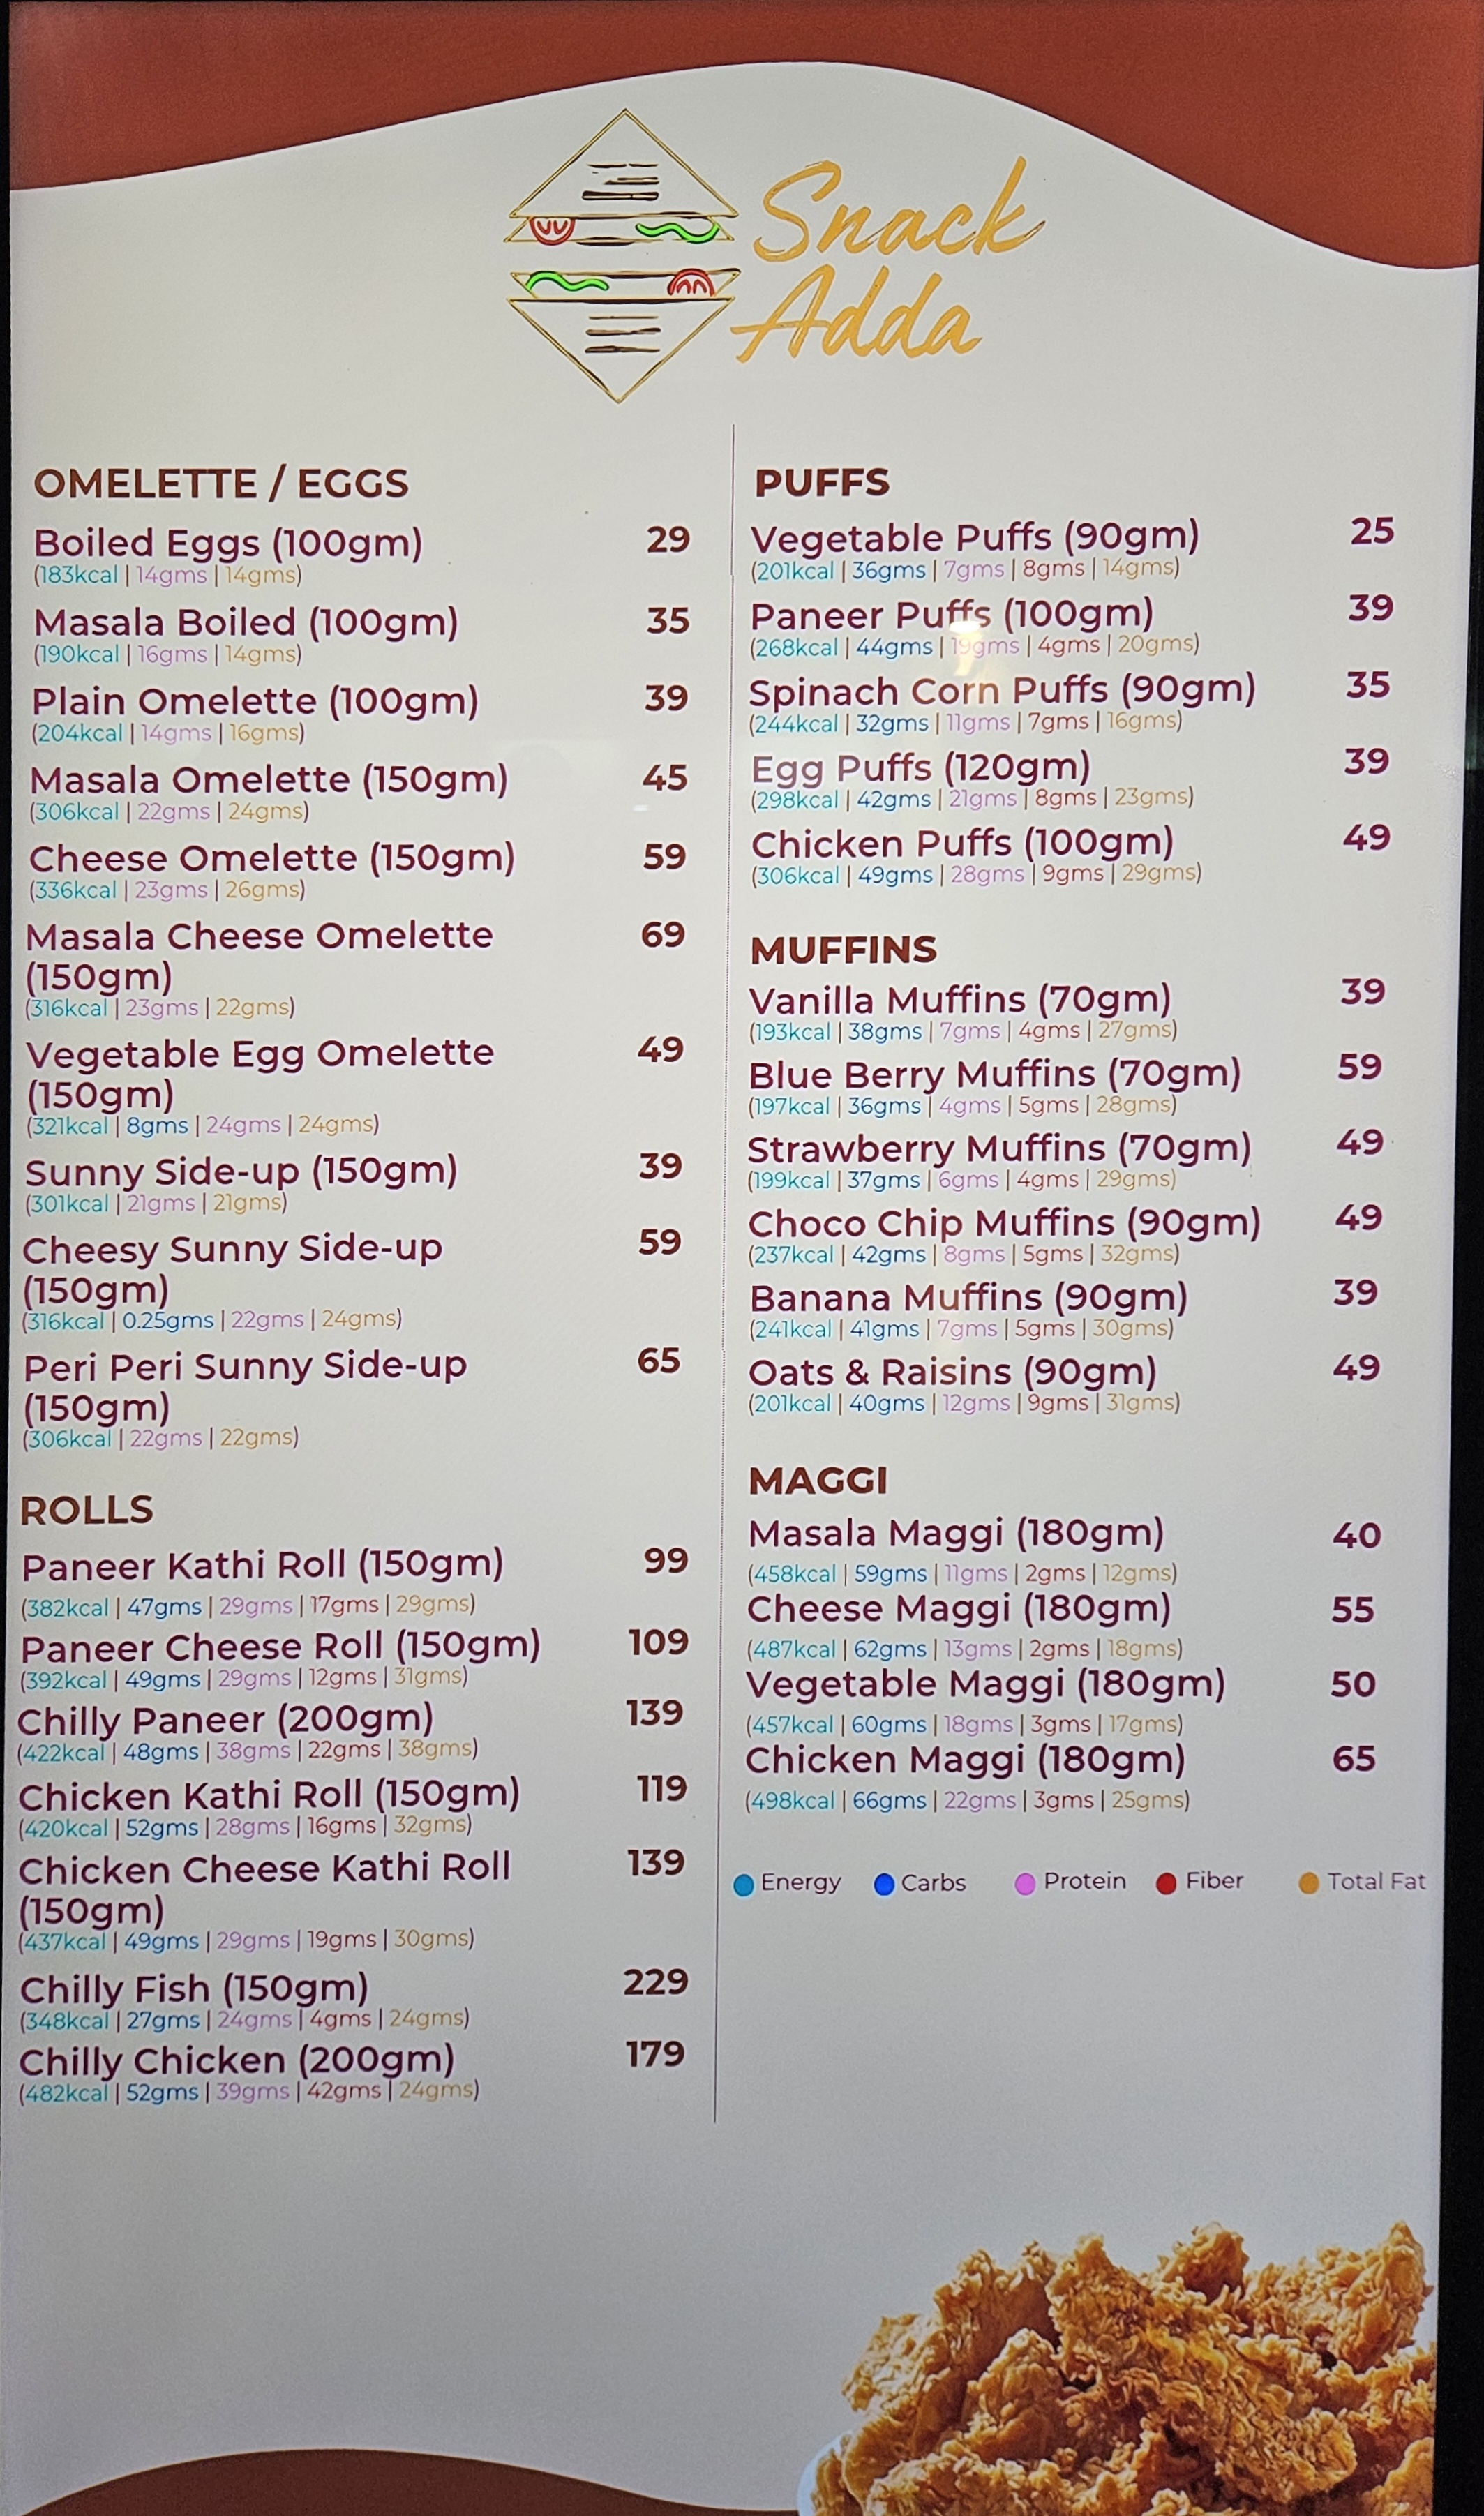 Snack
Adda
OMELETTE / EGGS
Boiled Eggs (100gm) 29
(183kcal | 14gms | 14gms)
Masala Boiled (100gm) 35
(190kcal | 16gms | 14gms)
Plain Omelette (100gm) 39
(204kcal | 14gms | 16gms)
Masala Omelette (150gm) 45
(306kcal | 22gms | 24gms)
Cheese Omelette (150gm) 59
(336kcal | 23gms | 26gms)
Masala Cheese Omelette 69
(150gm)
(316kcal | 23gms | 22gms)
Vegetable Egg Omelette 49
(150gm)
(321kcal | 8gms | 24gms | 24gms)
Sunny Side-up (150gm) 39
(301kcal | 21gms | 21gms)
Cheesy Sunny Side-up 59
(150gm)
(316kcal | 0.25gms | 22gms | 24gms)
Peri Peri Sunny Side-up 65
(150gm)
(306kcal | 22gms | 22gms)
ROLLS
Paneer Kathi Roll (150gm) 99
(382kcal | 47gms | 29gms | 17gms | 29gms)
Paneer Cheese Roll (150gm) 109
(392kcal | 49gms | 29gms | 12gms | 31gms)
Chilly Paneer (200gm) 139
(422kcal | 48gms | 38gms | 22gms | 38gms)
Chicken Kathi Roll (150gm) 119
(420kcal | 52gms | 28gms | 16gms | 32gms)
Chicken Cheese Kathi Roll 139
(150gm)
(437kcal | 49gms | 29gms | 19gms | 30gms)
Chilly Fish (150gm) 229
(348kcal | 27gms | 24gms | 4gms | 24gms)
Chilly Chicken (200gm) 179
(482kcal | 52gms | 39gms | 42gms | 24gms)
PUFFS
Vegetable Puffs (90gm) 25
(201kcal | 36gms | 7gms | 8gms | 14gms)
Paneer Puffs (100gm) 39
(268kcal | 44gms | 19gms | 4gms | 20gms)
Spinach Corn Puffs (90gm) 35
(244kcal | 32gms | 11gms | 7gms | 16gms)
Egg Puffs (120gm) 39
(298kcal | 42gms | 21gms | 8gms | 23gms)
Chicken Puffs (100gm) 49
(306kcal | 49gms | 28gms | 9gms | 29gms)
MUFFINS
Vanilla Muffins (70gm) 39
(193kcal | 38gms | 7gms | 4gms | 27gms)
Blue Berry Muffins (70gm) 59
(197kcal | 36gms | 4gms | 5gms | 28gms)
Strawberry Muffins (70gm) 49
(199kcal | 37gms | 6gms | 4gms | 29gms)
Choco Chip Muffins (90gm) 49
(237kcal | 42gms | 8gms | 5gms | 32gms)
Banana Muffins (90gm) 39
(241kcal | 41gms | 7gms | 5gms | 30gms)
Oats & Raisins (90gm) 49
(201kcal | 40gms | 12gms | 9gms | 31gms)
MAGGI
Masala Maggi (180gm) 40
(458kcal | 59gms | 11gms | 2gms | 12gms)
Cheese Maggi (180gm) 55
(487kcal | 62gms | 13gms | 2gms | 18gms)
Vegetable Maggi (180gm) 50
(457kcal | 60gms | 18gms | 3gms | 17gms)
Chicken Maggi (180gm) 65
(498kcal | 66gms | 22gms | 3gms | 25gms)
Energy Carbs Protein Fiber Total Fat